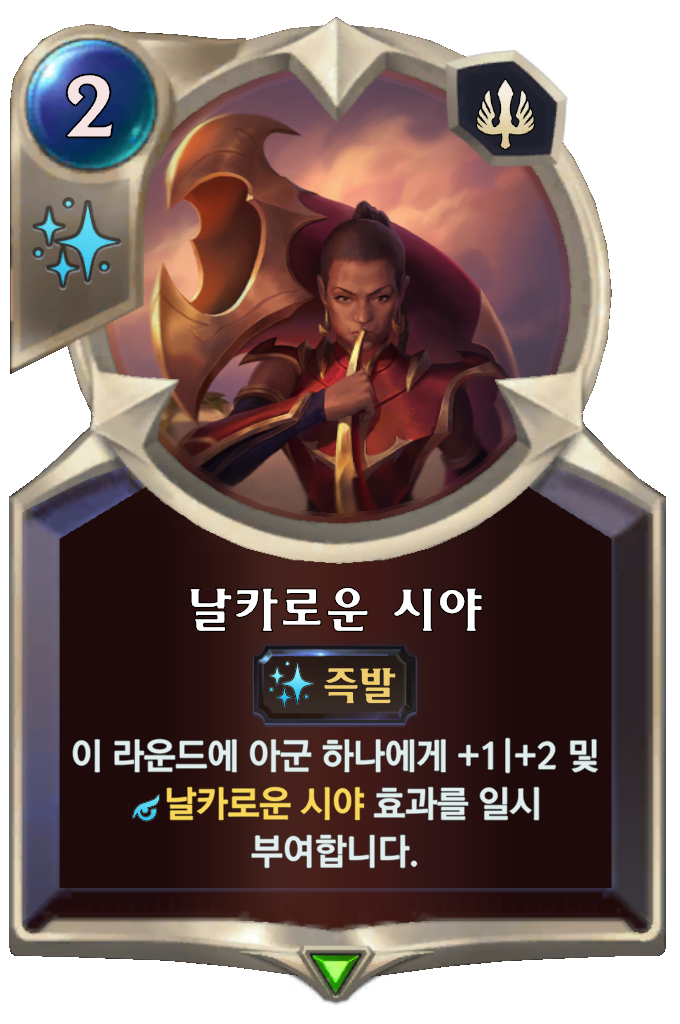 2
날카로운 시야
즉발
이 라운드에 아군 하나에게 +1|+2 및
날카로운 시야 효과를 일시
부여합니다.